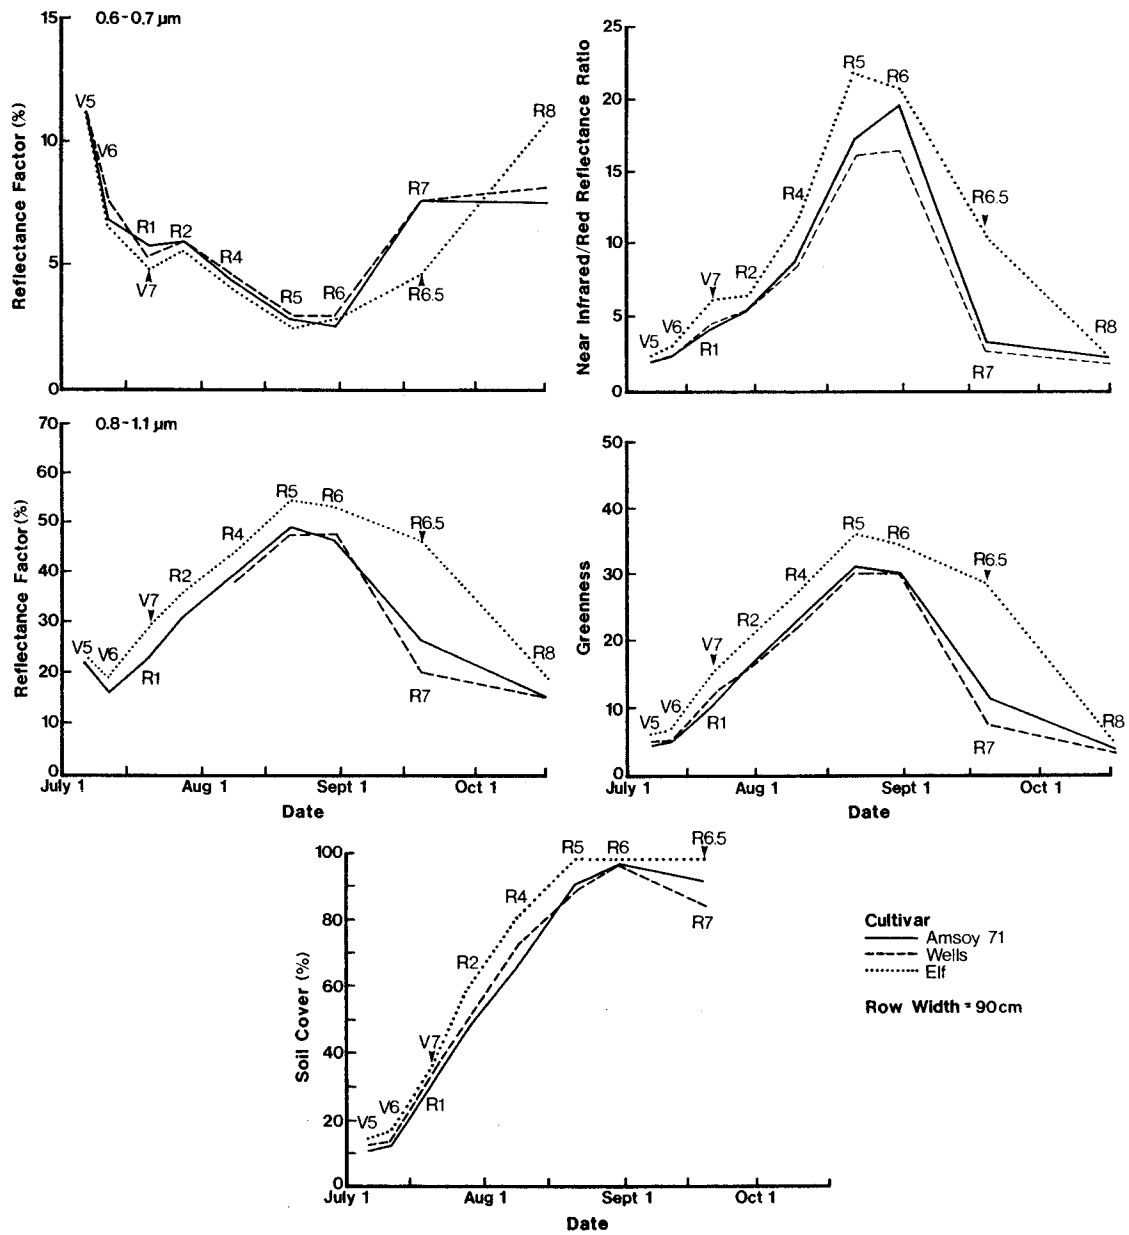 0.6-0.7 µm
Reflectance Factor (%)
15
10
5
0
V5
V6
R1
R2
V7
R4
R5
R6
R7
R6.5
R8
Near Infrared/Red Reflectance Ratio
25
20
15
10
5
0
V5
V6
V7
R1
R2
R4
R5
R6
R6.5
R7
R8
0.8-1.1 µm
Reflectance Factor (%)
70
60
50
40
30
20
10
0
V5
V6
V7
R1
R2
R4
R5
R6
R6.5
R7
R8
July 1 Aug 1 Sept 1 Oct 1
Date
Greenness
50
40
30
20
10
0
V5
V6
V7
R1
R2
R4
R5
R6
R6.5
R7
R8
July 1 Aug 1 Sept 1 Oct 1
Date
Soil Cover (%)
100
80
60
40
20
0
V5
V6
V7
R1
R2
R4
R5
R6
R6.5
R7
July 1 Aug 1 Sept 1 Oct 1
Date
Cultivar
Amsoy 71
Wells
Elf
Row Width = 90cm